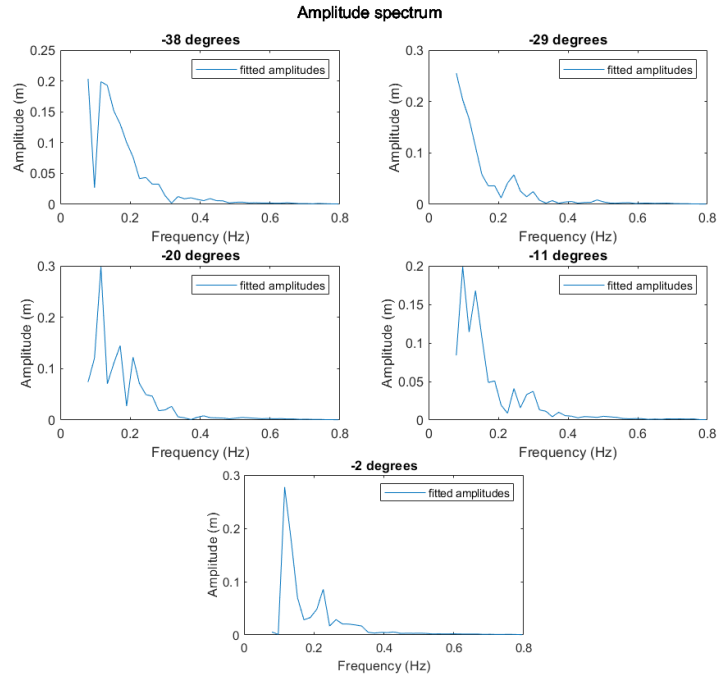 Amplitude spectrum
-38 degrees
fitted amplitudes
0.25
0.2
0.15
0.1
0.05
0
Amplitude (m)
0 0.2 0.4 0.6 0.8
Frequency (Hz)
-29 degrees
fitted amplitudes
0.3
0.2
0.1
0
Amplitude (m)
0 0.2 0.4 0.6 0.8
Frequency (Hz)
-20 degrees
fitted amplitudes
0.3
0.2
0.1
0
Amplitude (m)
0 0.2 0.4 0.6 0.8
Frequency (Hz)
-11 degrees
fitted amplitudes
0.2
0.15
0.1
0.05
0
Amplitude (m)
0 0.2 0.4 0.6 0.8
Frequency (Hz)
-2 degrees
fitted amplitudes
0.3
0.2
0.1
0
Amplitude (m)
0 0.2 0.4 0.6 0.8
Frequency (Hz)